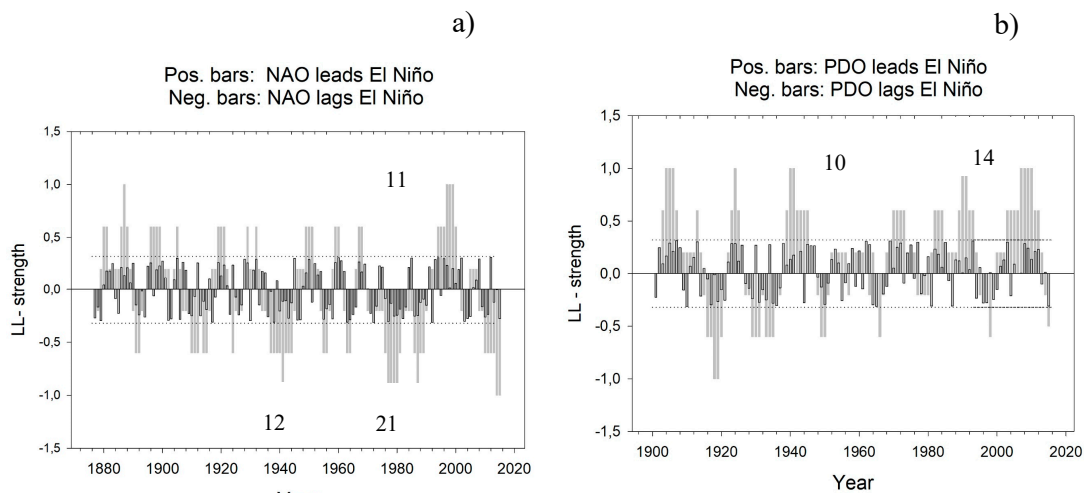 a)
Pos. bars: NAO leads El Niño
Neg. bars: NAO lags El Niño
1,5
1,0
0,5
0,0
-0,5
-1,0
-1,5
LL- strength
11
12
21
1880 1900 1920 1940 1960 1980 2000 2020
b)
Pos. bars: PDO leads El Niño
Neg. bars: PDO lags El Niño
1,5
1,0
0,5
0,0
-0,5
-1,0
-1,5
LL - strength
10
14
1900 1920 1940 1960 1980 2000 2020
Year